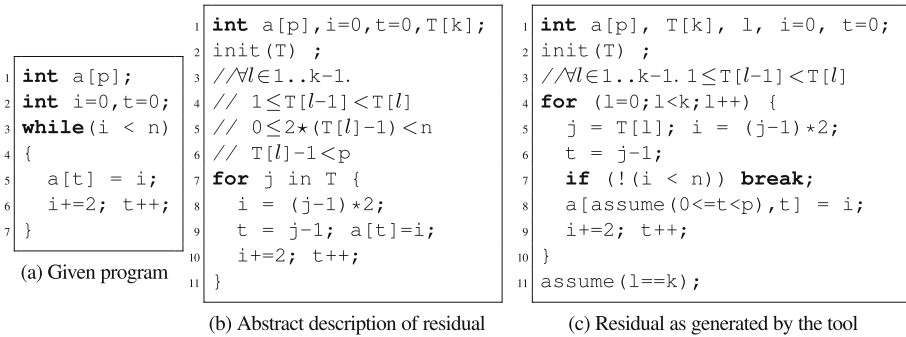 1 int a[p];
2 int i=0,t=0;
3 while(i < n)
4 {
5 a[t] = i;
6 i+=2; t++;
7 }
(a) Given program
1 int a[p],i=0,t=0,T[k];
2 init(T) ;
3 //∀l∈1..k-1.
4 // 1≤T[l-1]<T[l]
5 // 0≤2*(T[l]-1)<n
6 // T[l]-1<p
7 for j in T {
8 i = (j-1)*2;
9 t = j-1; a[t]=i;
10 i+=2; t++;
11 }
(b) Abstract description of residual
1 int a[p], T[k], l, i=0, t=0;
2 init(T) ;
3 //∀l∈1..k-1. 1≤T[l-1]<T[l]
4 for (l=0;l<k;l++) {
5 j = T[l]; i = (j-1)*2;
6 t = j-1;
7 if (!(i < n)) break;
8 a[assume(0<=t<p),t] = i;
9 i+=2; t++;
10 }
11 assume(l==k);
(c) Residual as generated by the tool